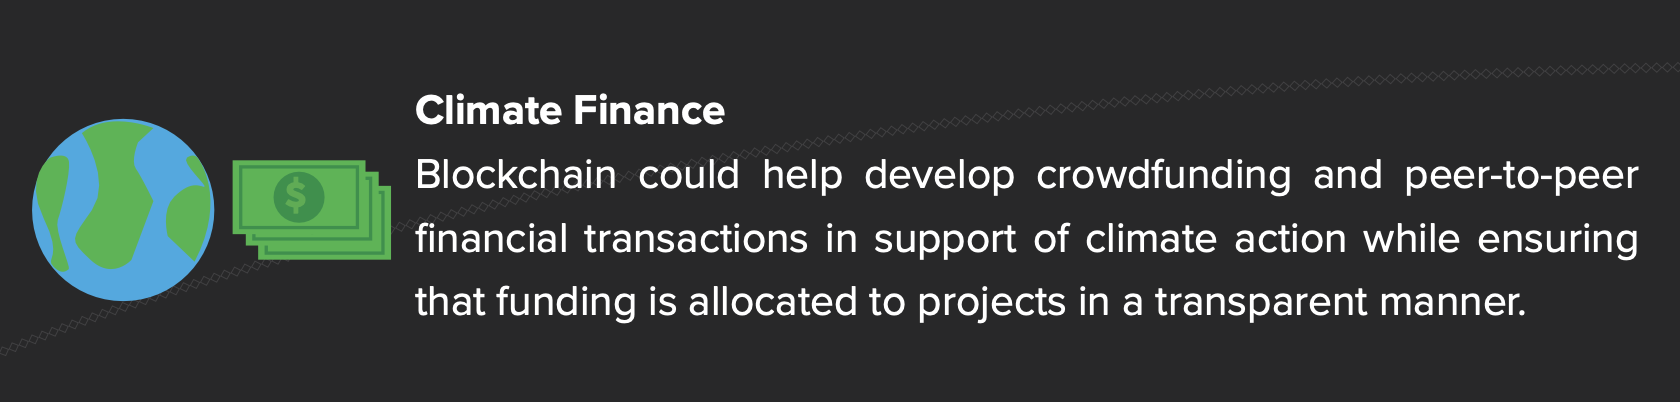 Climate Finance
Blockchain could help develop crowdfunding and peer-to-peer
financial transactions in support of climate action while ensuring
that funding is allocated to projects in a transparent manner.
$